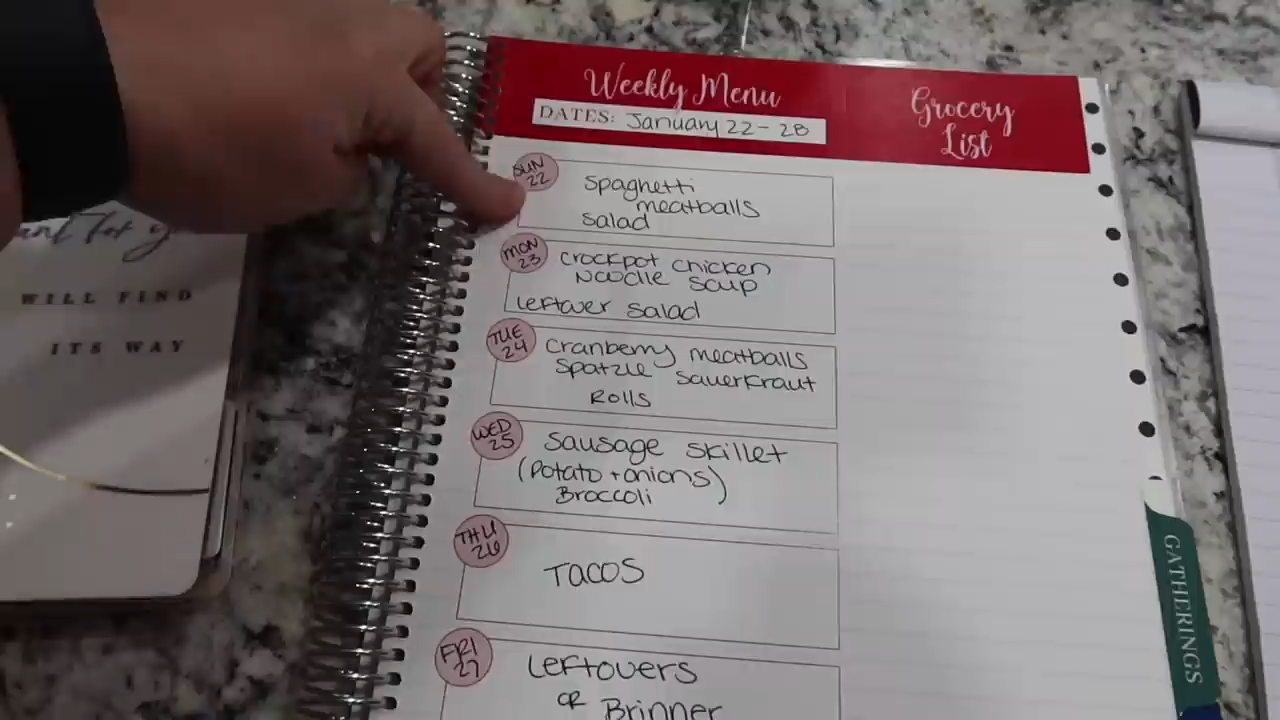 Weekly Menu
DATES: January 22-28
Grocery
List
SUN
22
spaghetti
meatballs
salad
MON
23
crockpot chicken
Noodle soup
Leftover salad
TUE
24
cranberry meatballs
spatzle sauerkraut
Rolls
WED
25
sausage skillet
(Potato + onions)
Broccoli
THU
26
Tacos
FRI
27
Leftovers
or Brinner
GATHERINGS
WILL FIND
ITS WAY